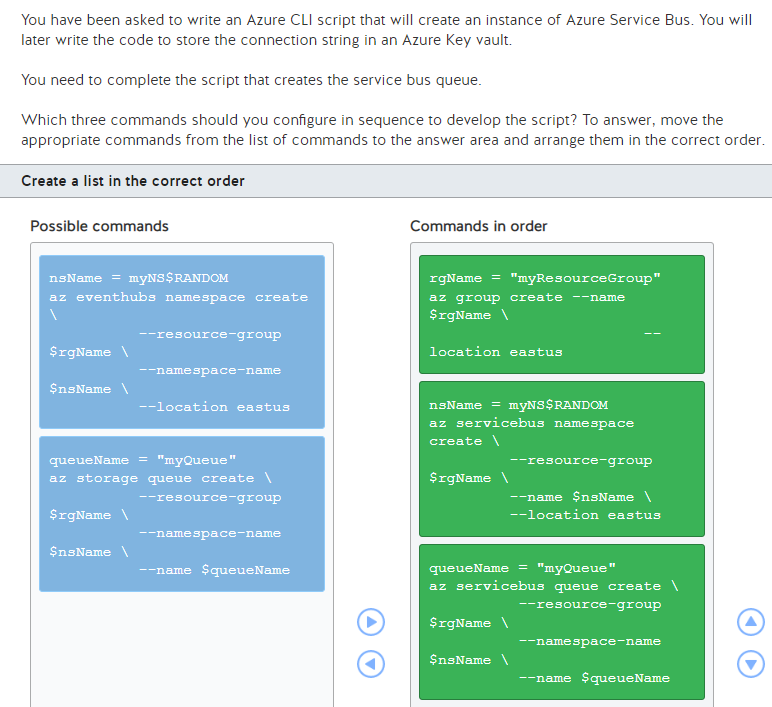 You have been asked to write an Azure CLI script that will create an instance of Azure Service Bus. You will
later write the code to store the connection string in an Azure Key vault.
You need to complete the script that creates the service bus queue.
Which three commands should you configure in sequence to develop the script? To answer, move the
appropriate commands from the list of commands to the answer area and arrange them in the correct order.
Create a list in the correct order
Possible commands
nsName = myNS$RANDOM
az eventhubs namespace create
\
--resource-group
$rgName \
--namespace-name
$nsName \
--location eastus
queueName = "myQueue"
az storage queue create \
--resource-group
$rgName \
--namespace-name
$nsName \
--name $queueName
Commands in order
rgName = "myResourceGroup"
az group create --name
$rgName \
--
location eastus
nsName = myNS$RANDOM
az servicebus namespace
create \
--resource-group
$rgName \
--name $nsName \
--location eastus
queueName = "myQueue"
az servicebus queue create \
--resource-group
$rgName \
--namespace-name
$nsName \
--name $queueName